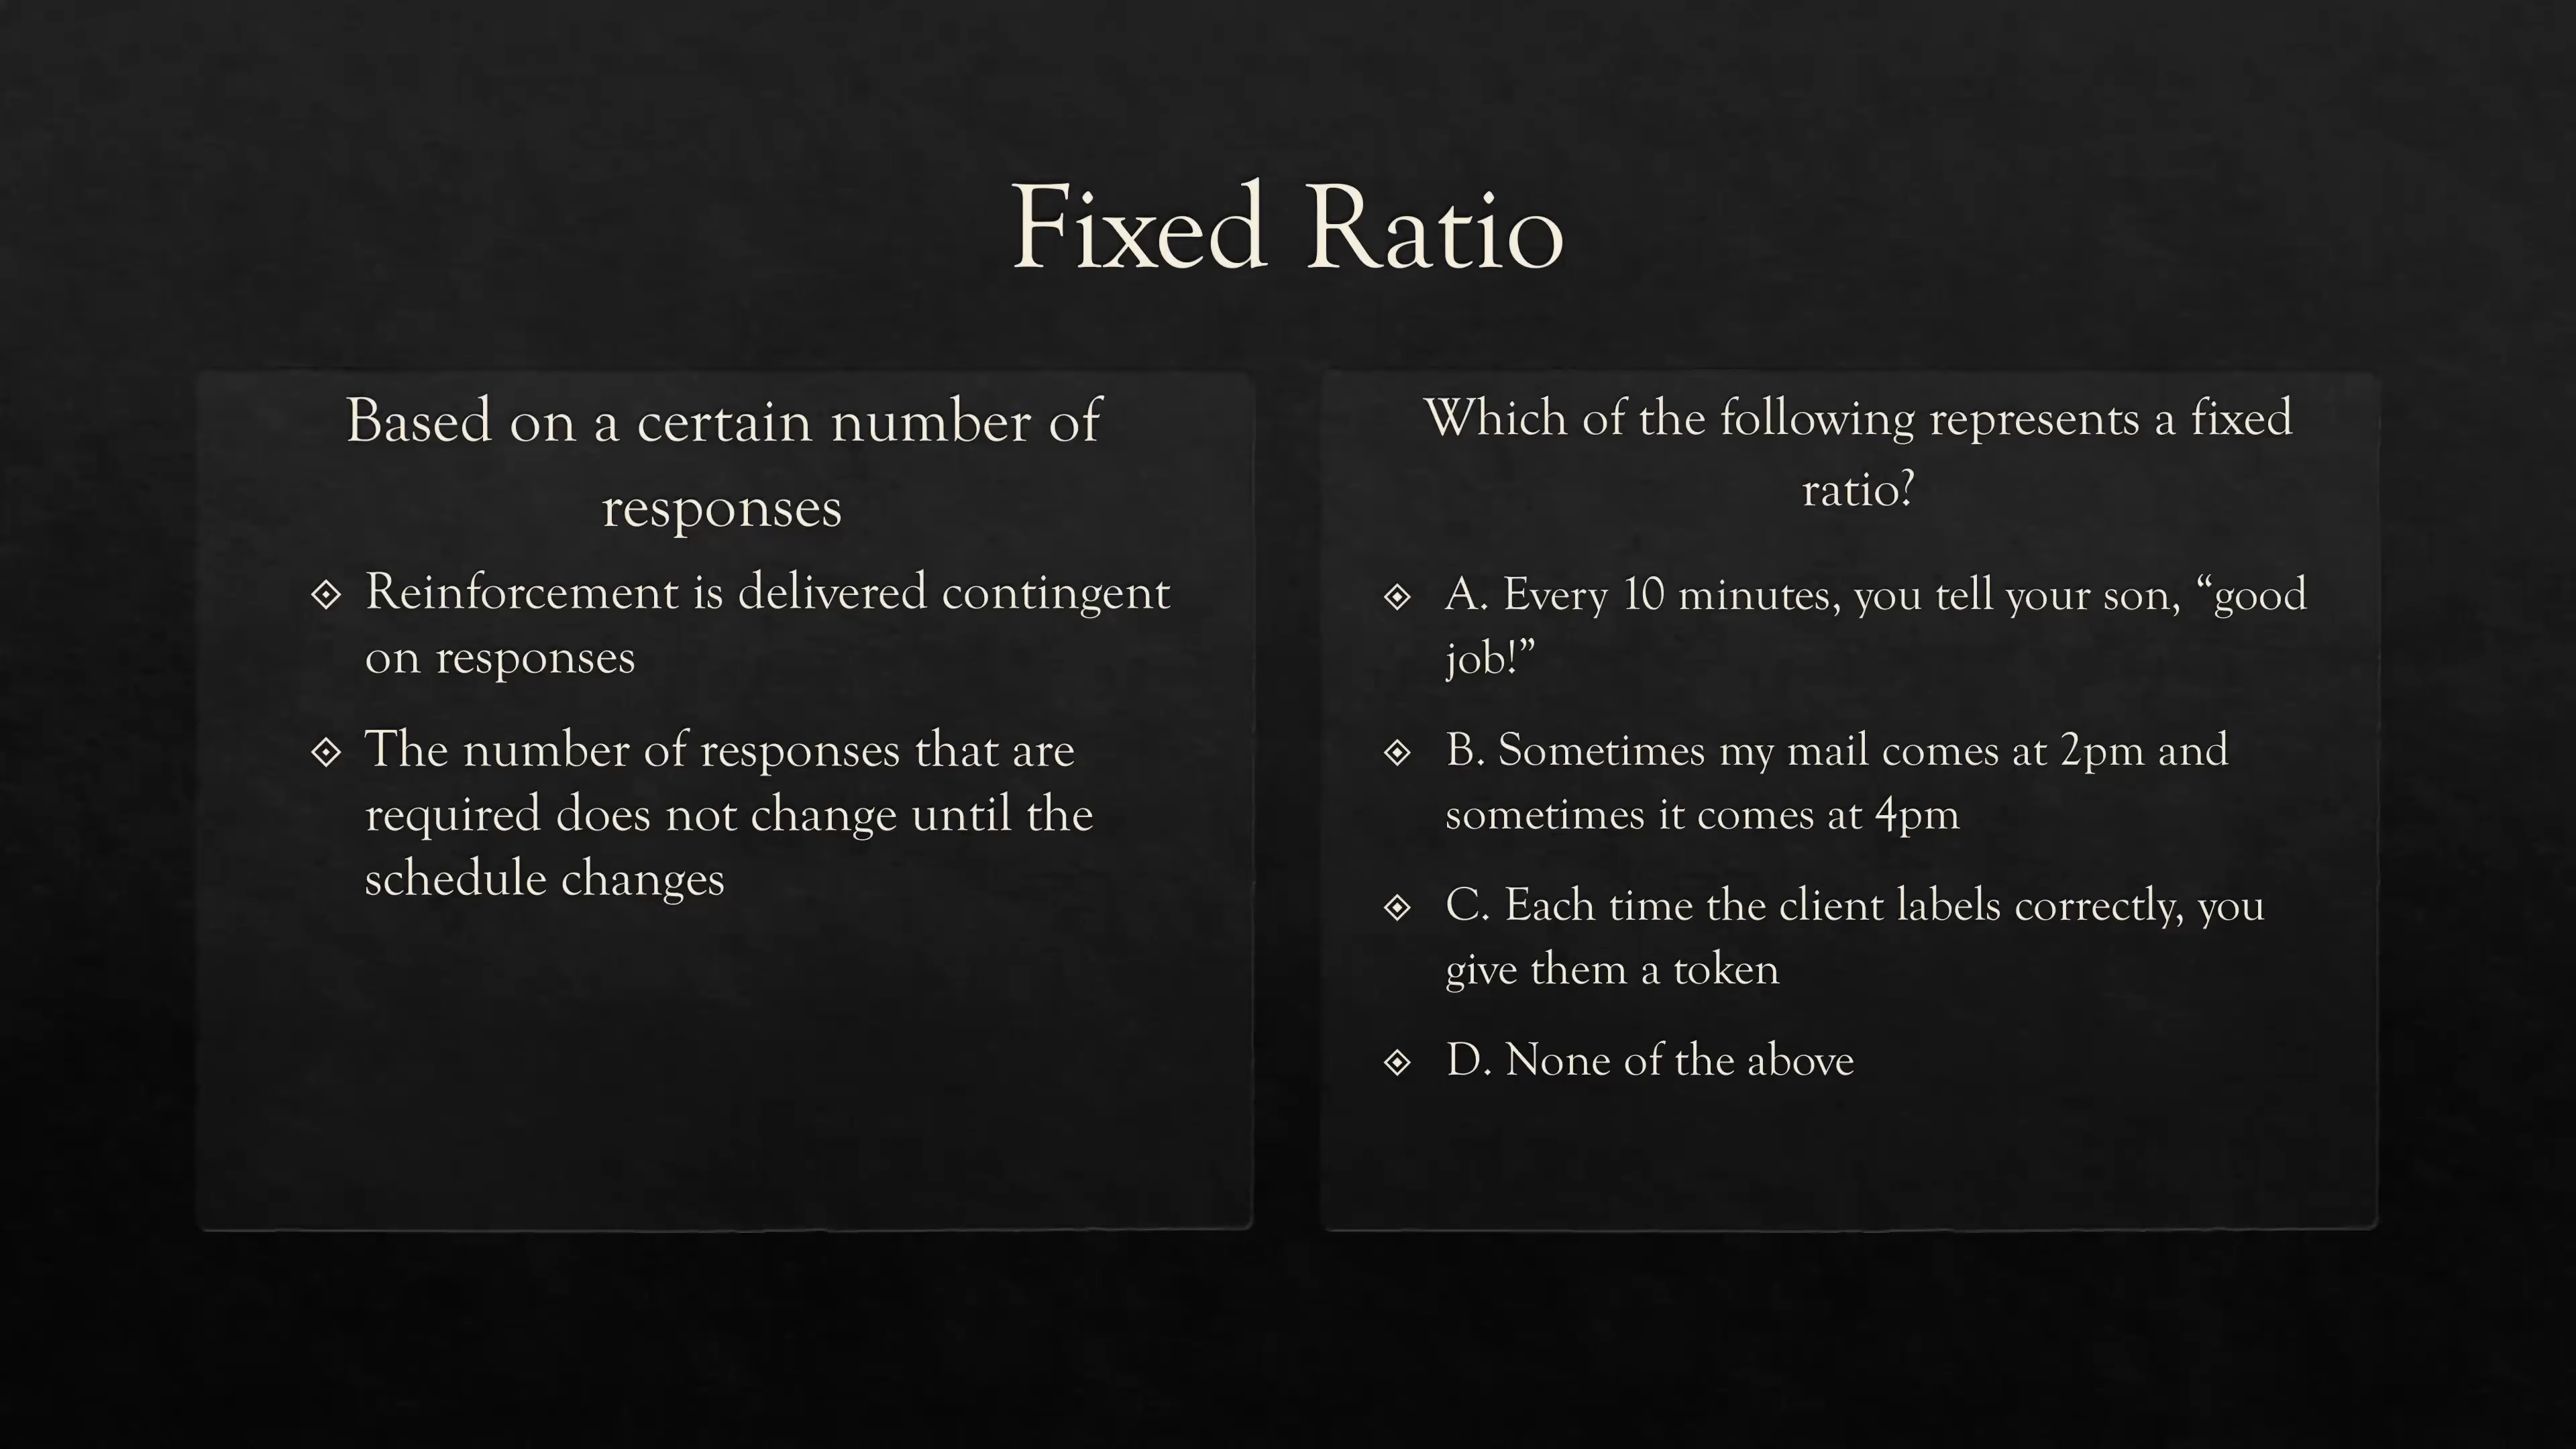 Fixed Ratio
Based on a certain number of
responses
Reinforcement is delivered contingent
on responses
The number of responses that are
required does not change until the
schedule changes
Which of the following represents a fixed
ratio?
A. Every 10 minutes, you tell your son, “good
job!”
B. Sometimes my mail comes at 2pm and
sometimes it comes at 4pm
C. Each time the client labels correctly, you
give them a token
D. None of the above